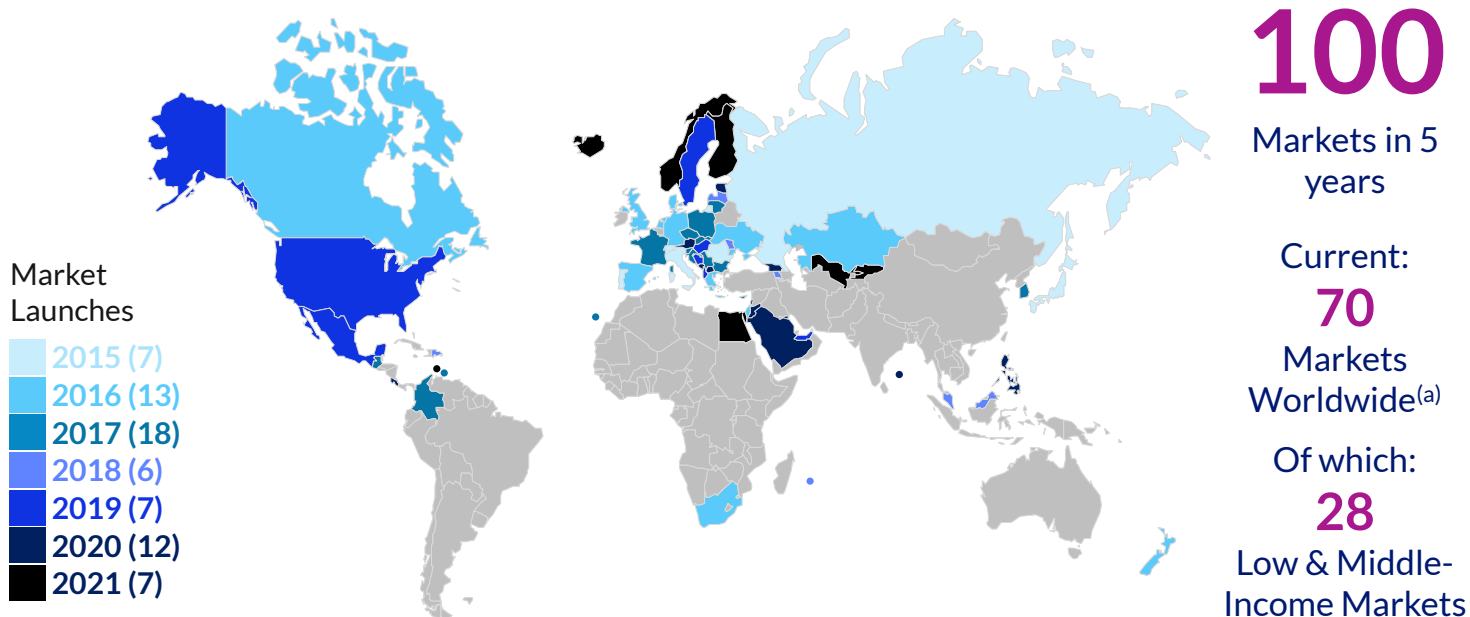 Market
Launches
2015 (7)
2016 (13)
2017 (18)
2018 (6)
2019 (7)
2020 (12)
2021 (7)
100
Markets in 5
years
Current:
70
Markets
Worldwide(a)
Of which:
28
Low & Middle-
Income Markets